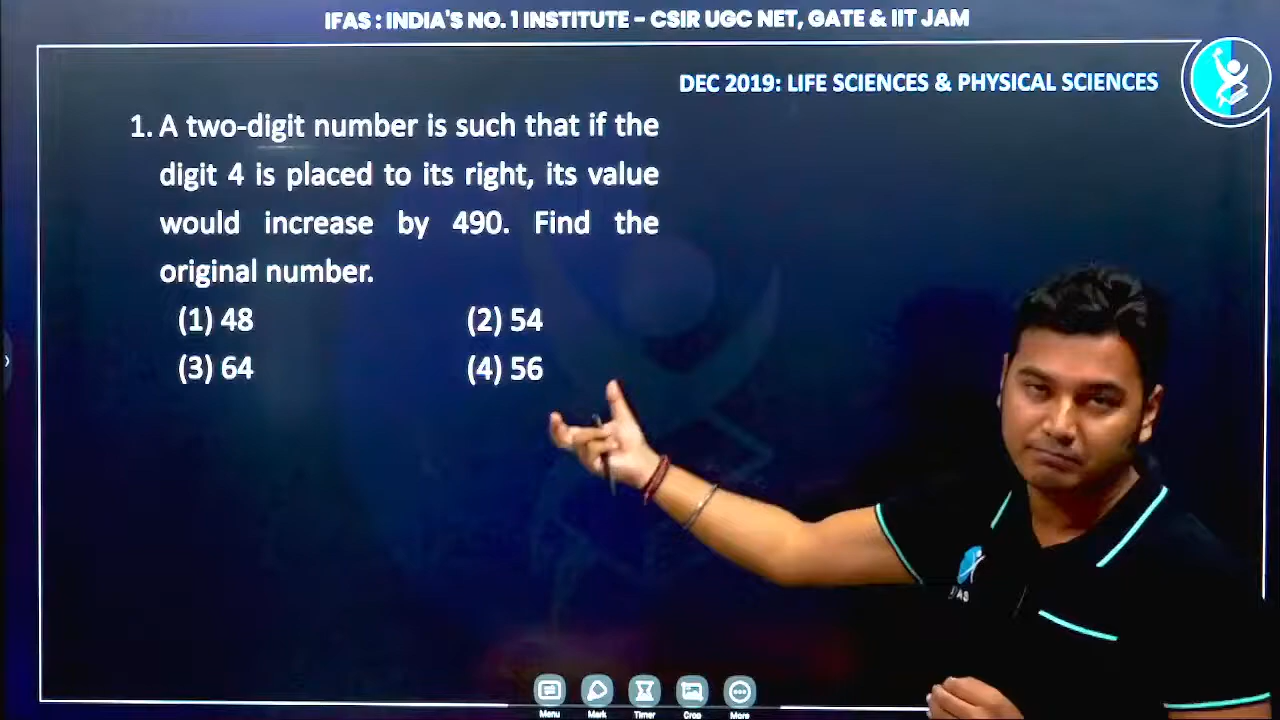 IFAS : INDIA'S NO. 1 INSTITUTE – CSIR UGC NET, GATE & IIT JAM
DEC 2019: LIFE SCIENCES & PHYSICAL SCIENCES
1. A two-digit number is such that if the
digit 4 is placed to its right, its value
would increase by 490. Find the
original number.
(1) 48 (2) 54
(3) 64 (4) 56
Menu Mark Timer Crop More